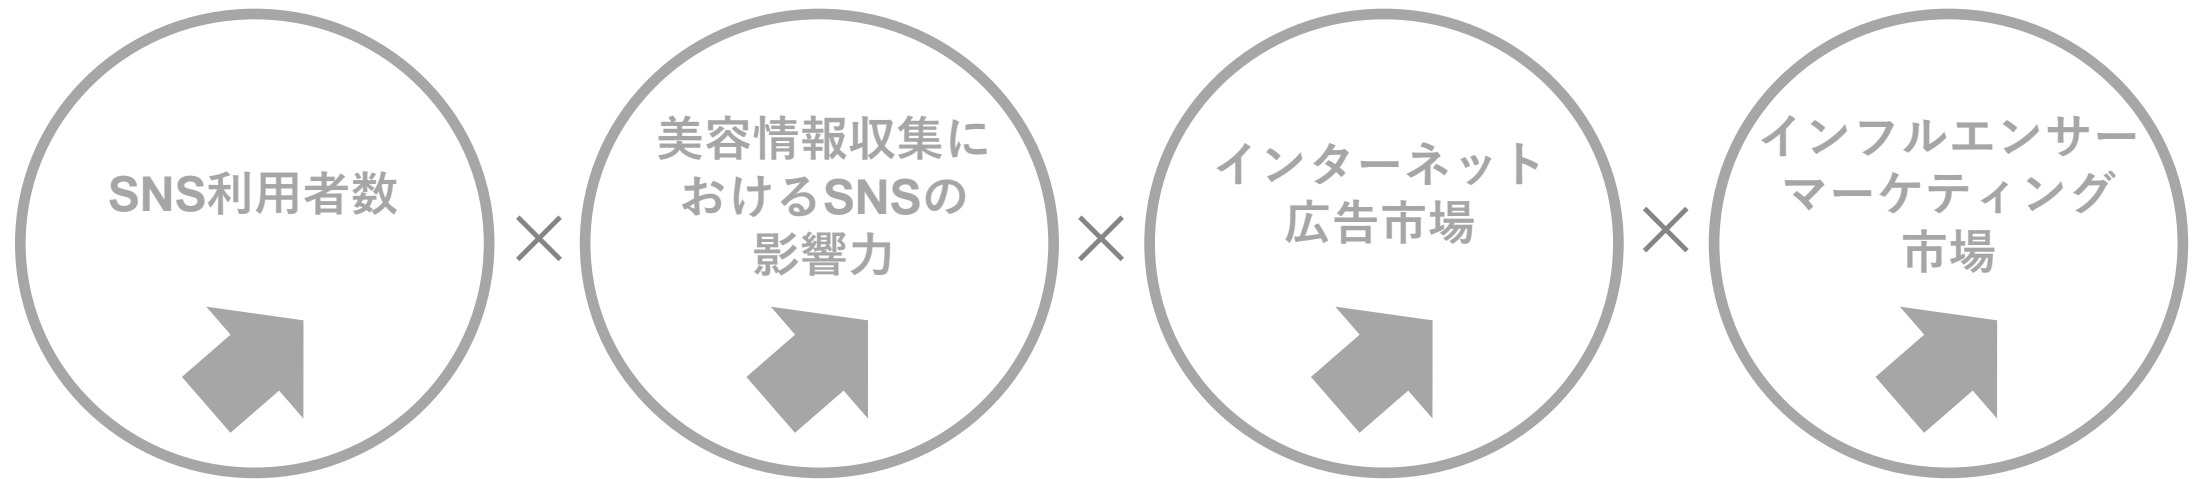 SNS利用者数
×
美容情報収集に
おけるSNSの
影響力
×
インターネット
広告市場
×
インフルエンサー
マーケティング
市場